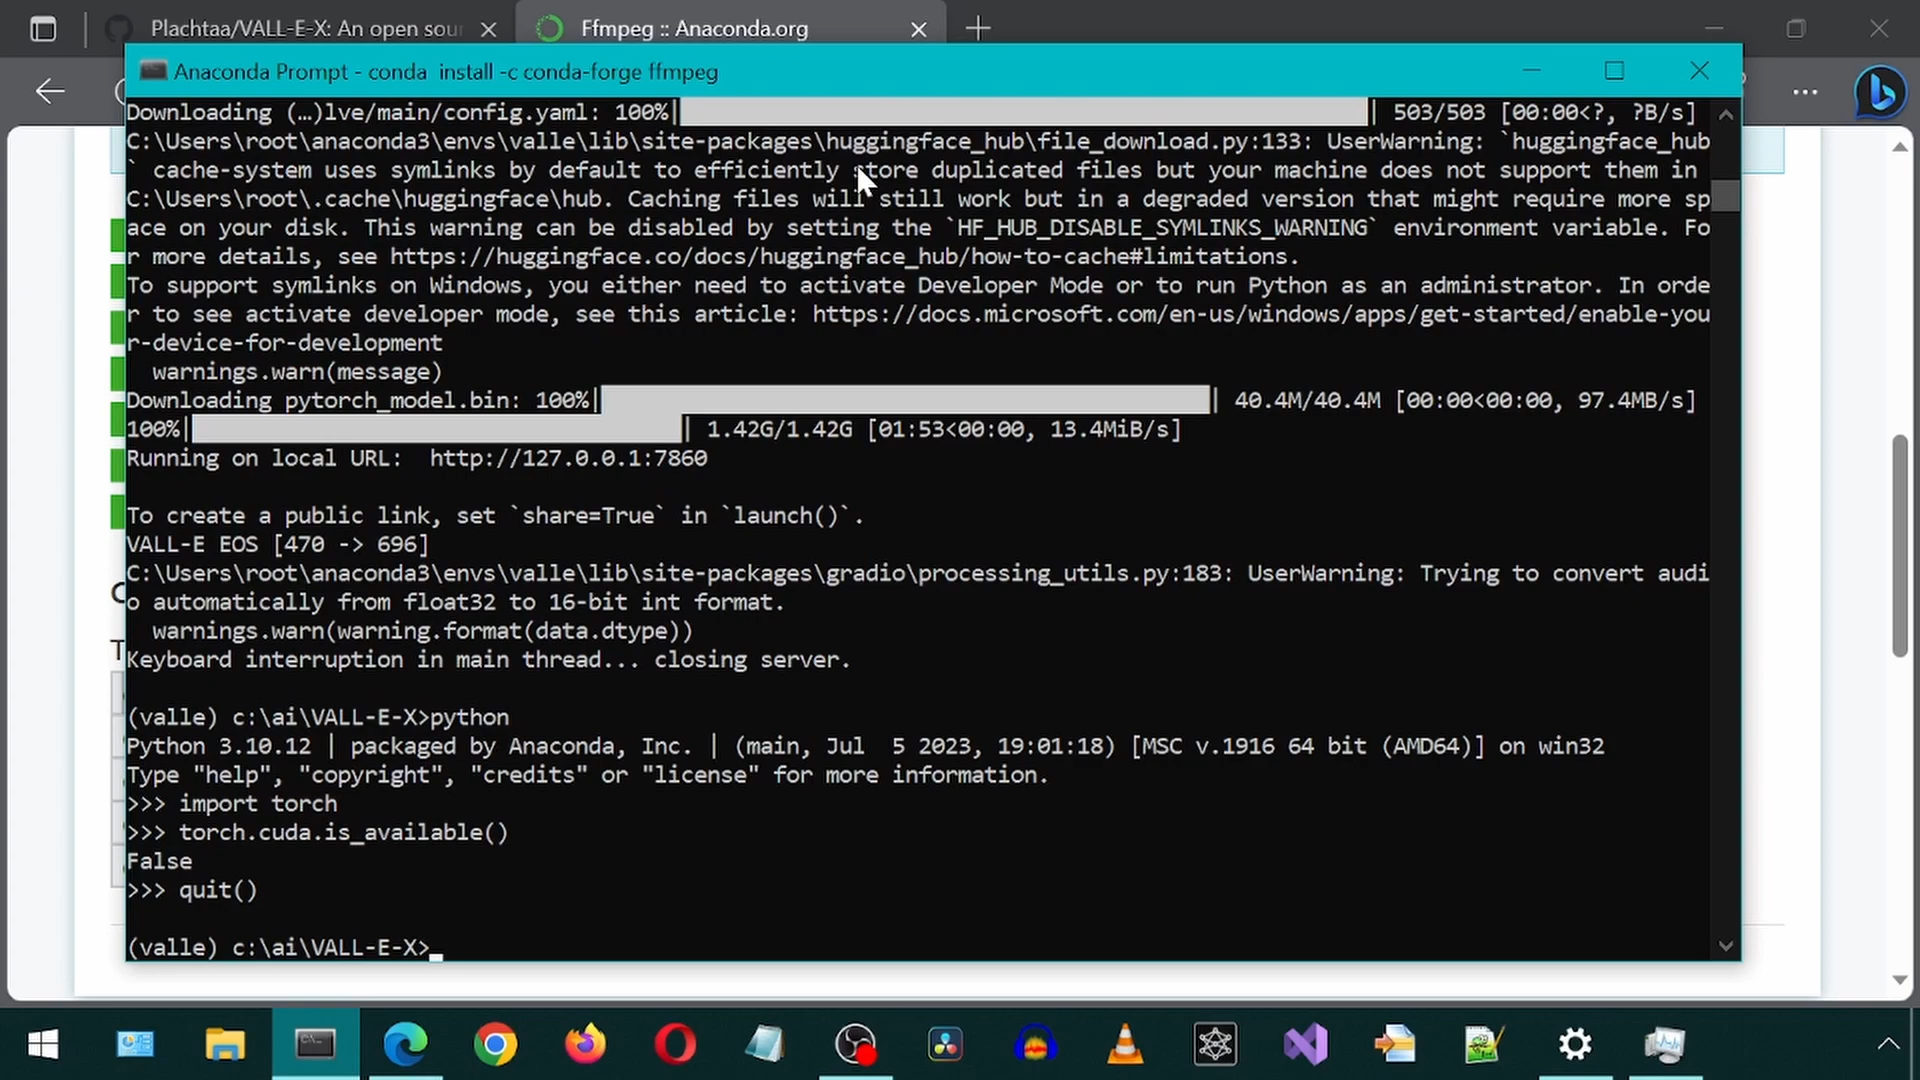 Plachtaa/VALL-E-X: An open sour
Ffmpeg :: Anaconda.org
Anaconda Prompt - conda  install -c conda-forge ffmpeg
Downloading (…)lve/main/config.yaml: 100%| | 503/503 [00:00<?, ?B/s]
C:\Users\root\anaconda3\envs\valle\lib\site-packages\huggingface_hub\file_download.py:133: UserWarning: `huggingface_hub
` cache-system uses symlinks by default to efficiently store duplicated files but your machine does not support them in
C:\Users\root\.cache\huggingface\hub. Caching files will still work but in a degraded version that might require more sp
ace on your disk. This warning can be disabled by setting the `HF_HUB_DISABLE_SYMLINKS_WARNING` environment variable. Fo
r more details, see https://huggingface.co/docs/huggingface_hub/how-to-cache#limitations.
To support symlinks on Windows, you either need to activate Developer Mode or to run Python as an administrator. In orde
r to see activate developer mode, see this article: https://docs.microsoft.com/en-us/windows/apps/get-started/enable-you
r-device-for-development
  warnings.warn(message)
Downloading pytorch_model.bin: 100%| | 40.4M/40.4M [00:00<00:00, 97.4MB/s]
100%| | 1.42G/1.42G [01:53<00:00, 13.4MiB/s]
Running on local URL:  http://127.0.0.1:7860
To create a public link, set `share=True` in `launch()`.
VALL-E EOS [470 -> 696]
C:\Users\root\anaconda3\envs\valle\lib\site-packages\gradio\processing_utils.py:183: UserWarning: Trying to convert audi
o automatically from float32 to 16-bit int format.
  warnings.warn(warning.format(data.dtype))
Keyboard interruption in main thread... closing server.
(valle) c:\ai\VALL-E-X>python
Python 3.10.12 | packaged by Anaconda, Inc. | (main, Jul  5 2023, 19:01:18) [MSC v.1916 64 bit (AMD64)] on win32
Type "help", "copyright", "credits" or "license" for more information.
>>> import torch
>>> torch.cuda.is_available()
False
>>> quit()
(valle) c:\ai\VALL-E-X>